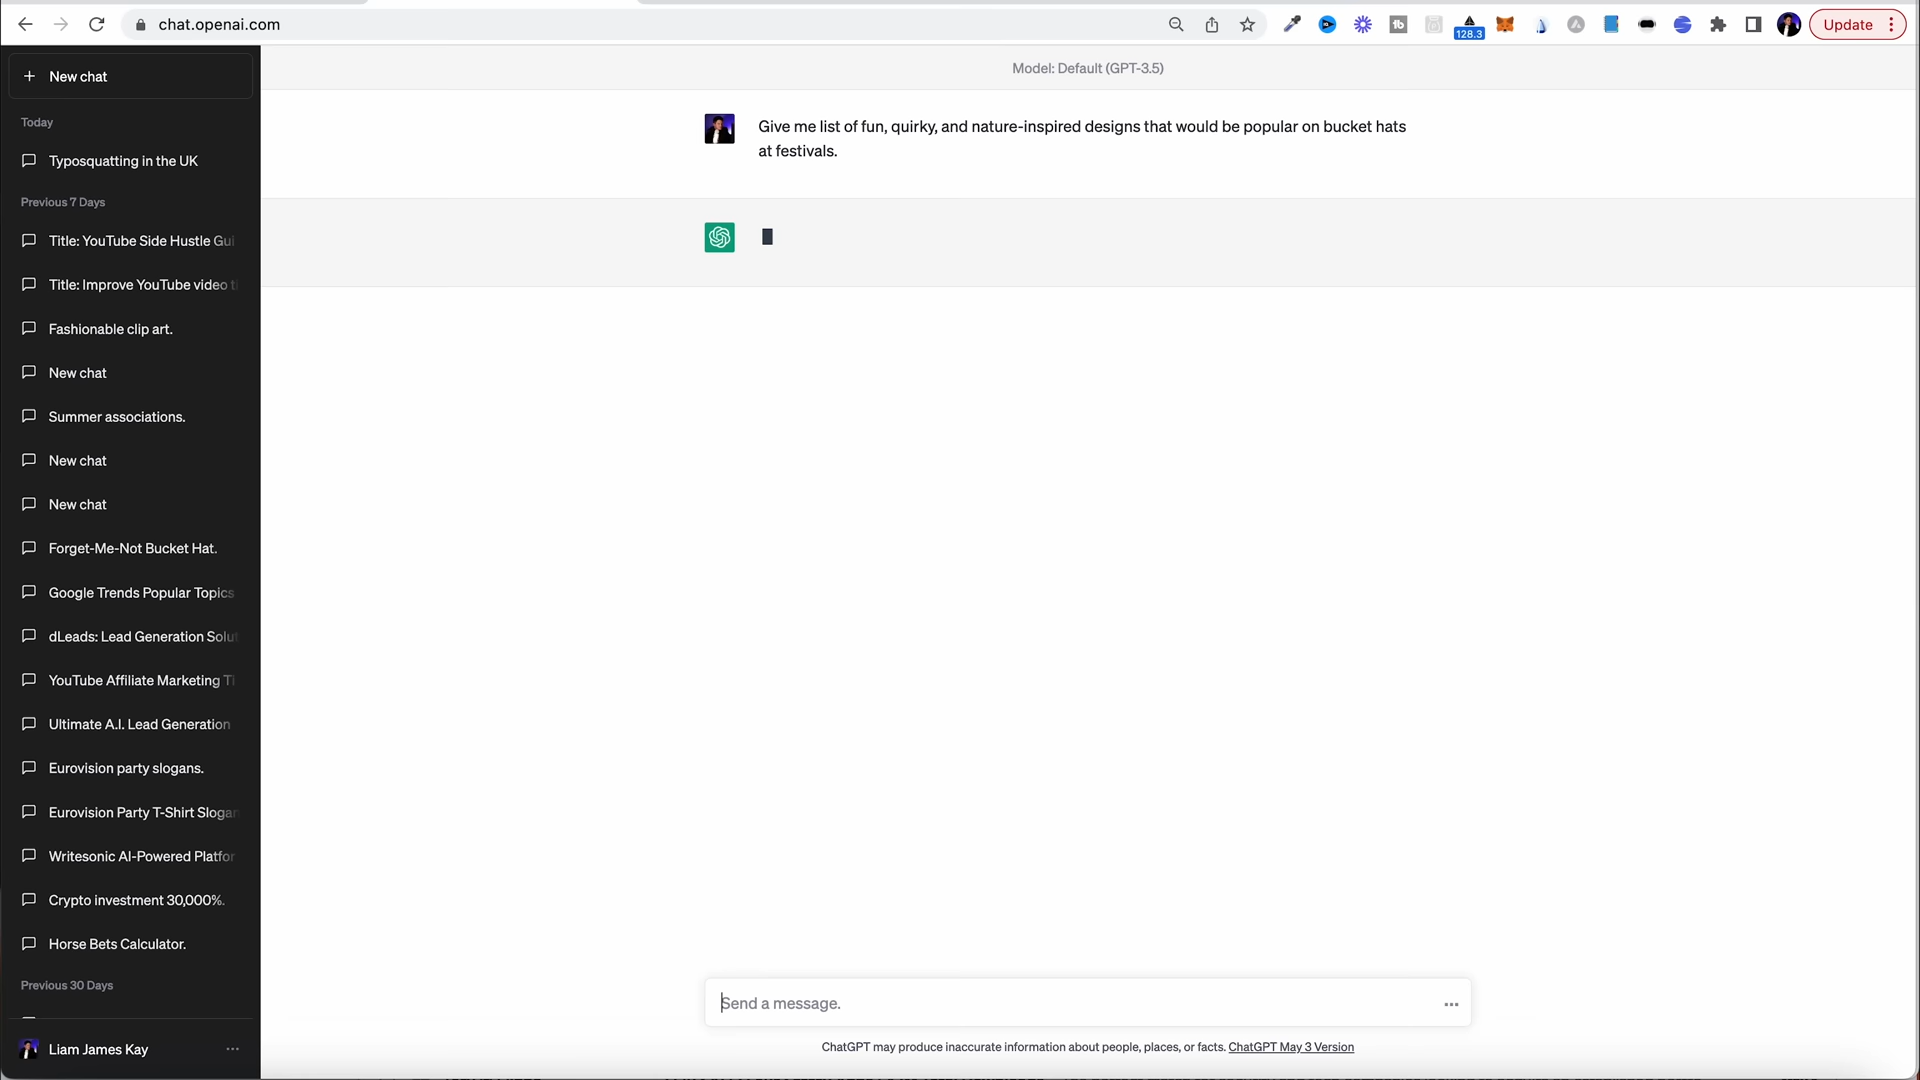 chat.openai.com
128.3
Update
New chat
Model: Default (GPT-3.5)
Today
Typosquatting in the UK
Previous 7 Days
Title: YouTube Side Hustle Gui
Title: Improve YouTube video t
Fashionable clip art.
New chat
Summer associations.
New chat
New chat
Forget-Me-Not Bucket Hat.
Google Trends Popular Topics
dLeads: Lead Generation Solut
YouTube Affiliate Marketing Ti
Ultimate A.I. Lead Generation
Eurovision party slogans.
Eurovision Party T-Shirt Slogan
Writesonic AI-Powered Platfor
Crypto investment 30,000%.
Horse Bets Calculator.
Previous 30 Days
Liam James Kay
Give me list of fun, quirky, and nature-inspired designs that would be popular on bucket hats
at festivals.
Send a message.
ChatGPT may produce inaccurate information about people, places, or facts. ChatGPT May 3 Version